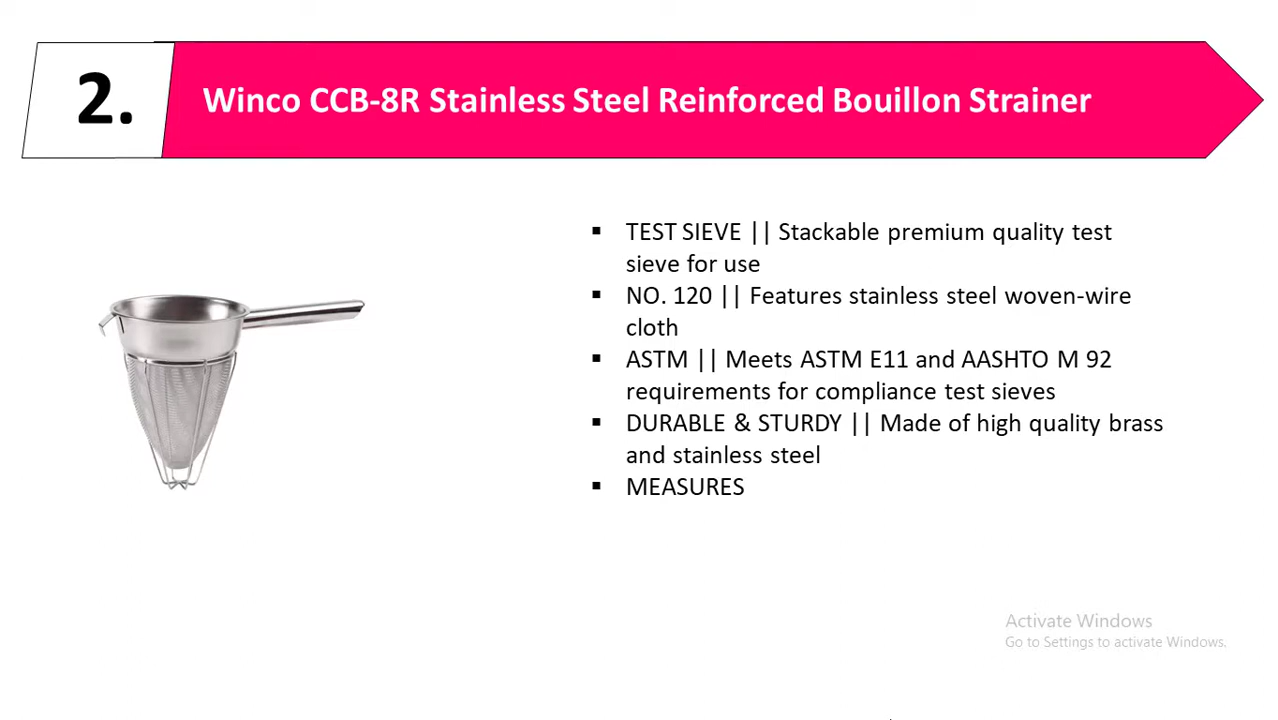 2.
Winco CCB-8R Stainless Steel Reinforced Bouillon Strainer
▪ TEST SIEVE || Stackable premium quality test
sieve for use
▪ NO. 120 || Features stainless steel woven-wire
cloth
▪ ASTM || Meets ASTM E11 and AASHTO M 92
requirements for compliance test sieves
▪ DURABLE & STURDY || Made of high quality brass
and stainless steel
▪ MEASURES
Activate Windows
Go to Settings to activate Windows.